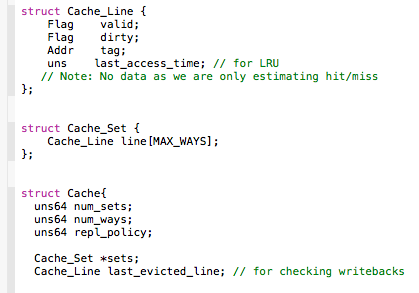 struct Cache_Line {
    Flag    valid;
    Flag    dirty;
    Addr    tag;
    uns    last_access_time; // for LRU
   // Note: No data as we are only estimating hit/miss
};
struct Cache_Set {
    Cache_Line line[MAX_WAYS];
};
struct Cache{
  uns64 num_sets;
  uns64 num_ways;
  uns64 repl_policy;
  Cache_Set *sets;
  Cache_Line last_evicted_line; // for checking writebacks